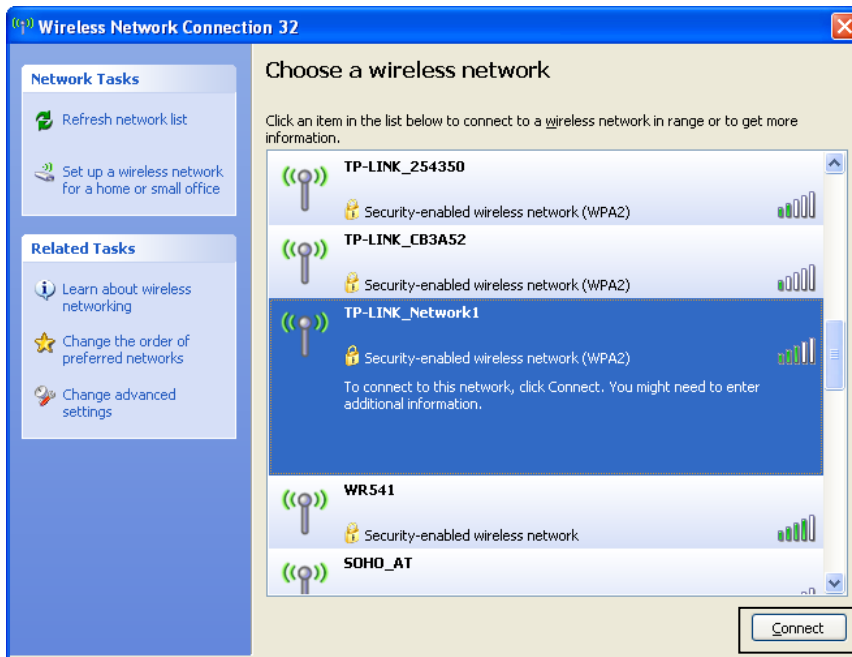 Wireless Network Connection 32
Network Tasks
Refresh network list
Set up a wireless network
for a home or small office
Related Tasks
Learn about wireless
networking
Change the order of
preferred networks
Change advanced
settings
Choose a wireless network
Click an item in the list below to connect to a wireless network in range or to get more
information.
TP-LINK_254350
Security-enabled wireless network (WPA2)
TP-LINK_CB3A52
Security-enabled wireless network (WPA2)
TP-LINK_Network1
Security-enabled wireless network (WPA2)
To connect to this network, click Connect. You might need to enter
additional information.
WR541
Security-enabled wireless network
SOHO_AT
Connect